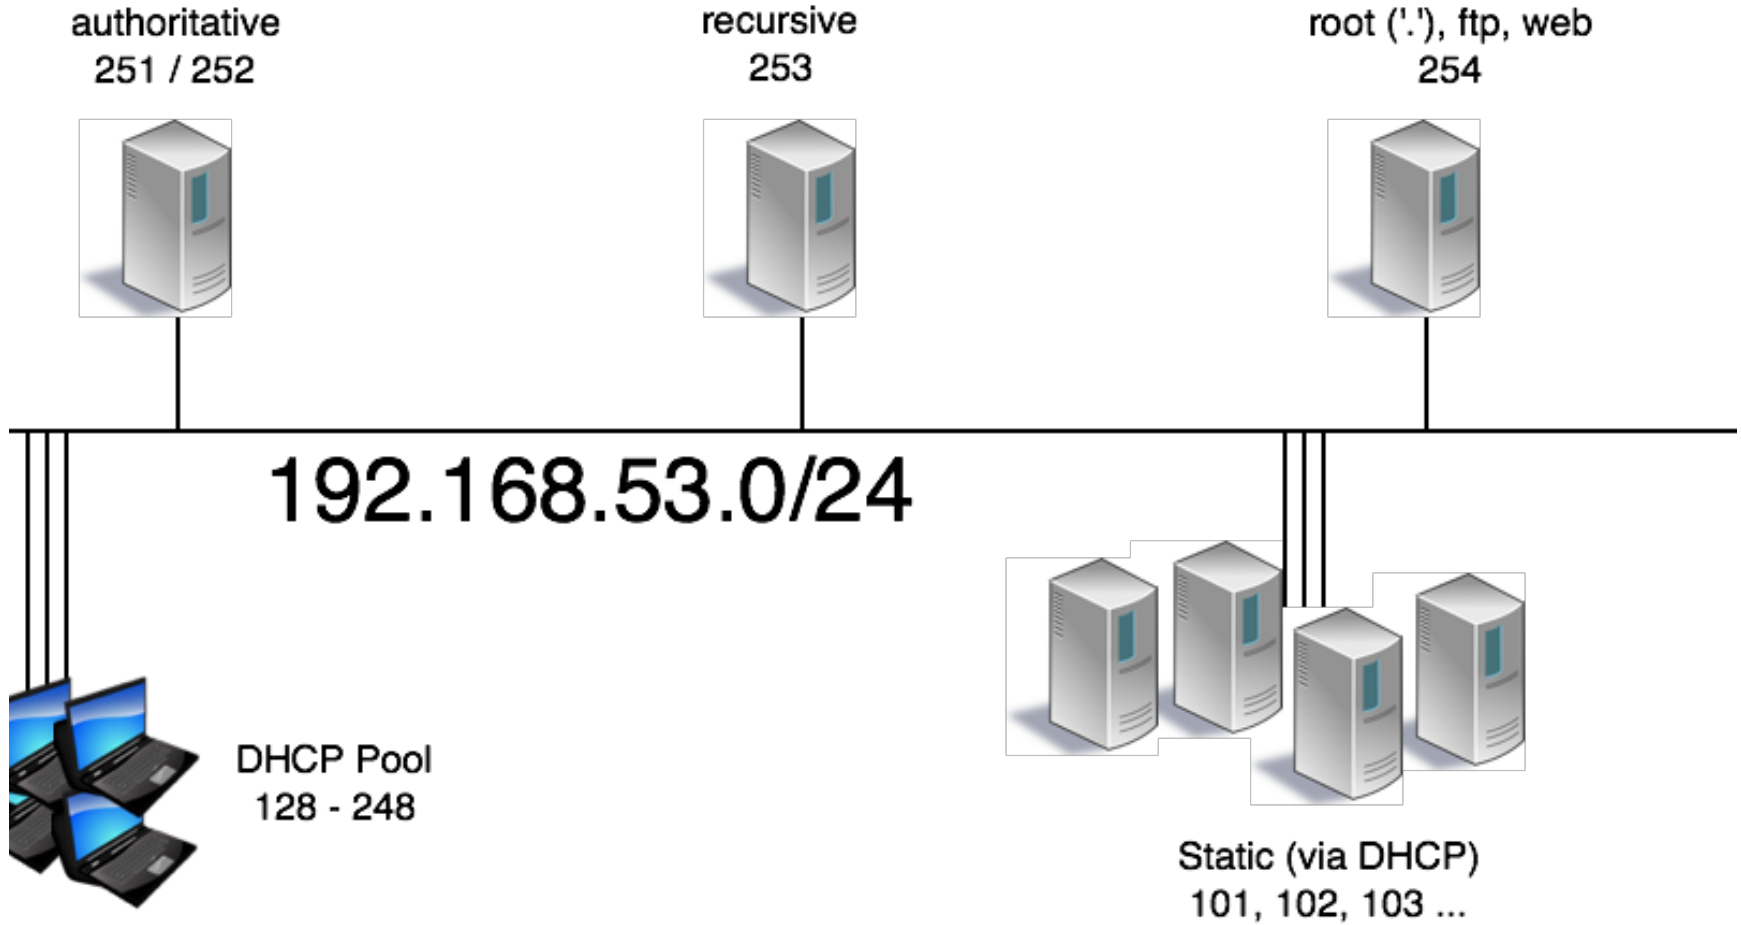 authoritative
251 / 252
recursive
253
root ('.'), ftp, web
254
192.168.53.0/24
DHCP Pool
128 - 248
Static (via DHCP)
101, 102, 103 ...